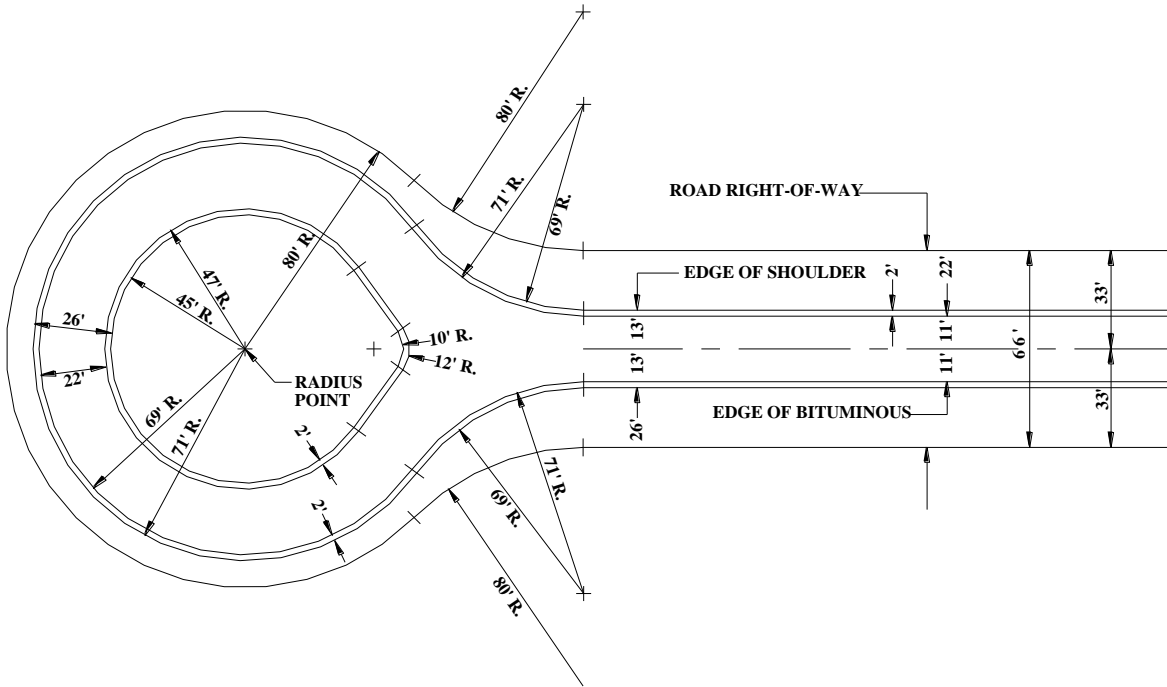 80' R.
71' R.
69' R.
80' R.
ROAD RIGHT-OF-WAY
EDGE OF SHOULDER
2'
22'
33'
47' R.
45' R.
26'
22'
10' R.
12' R.
13'
11'
6'6'
13'
11'
33'
RADIUS
POINT
69' R.
71' R.
2'
EDGE OF BITUMINOUS
26'
2'
69' R.
71' R.
80' R.